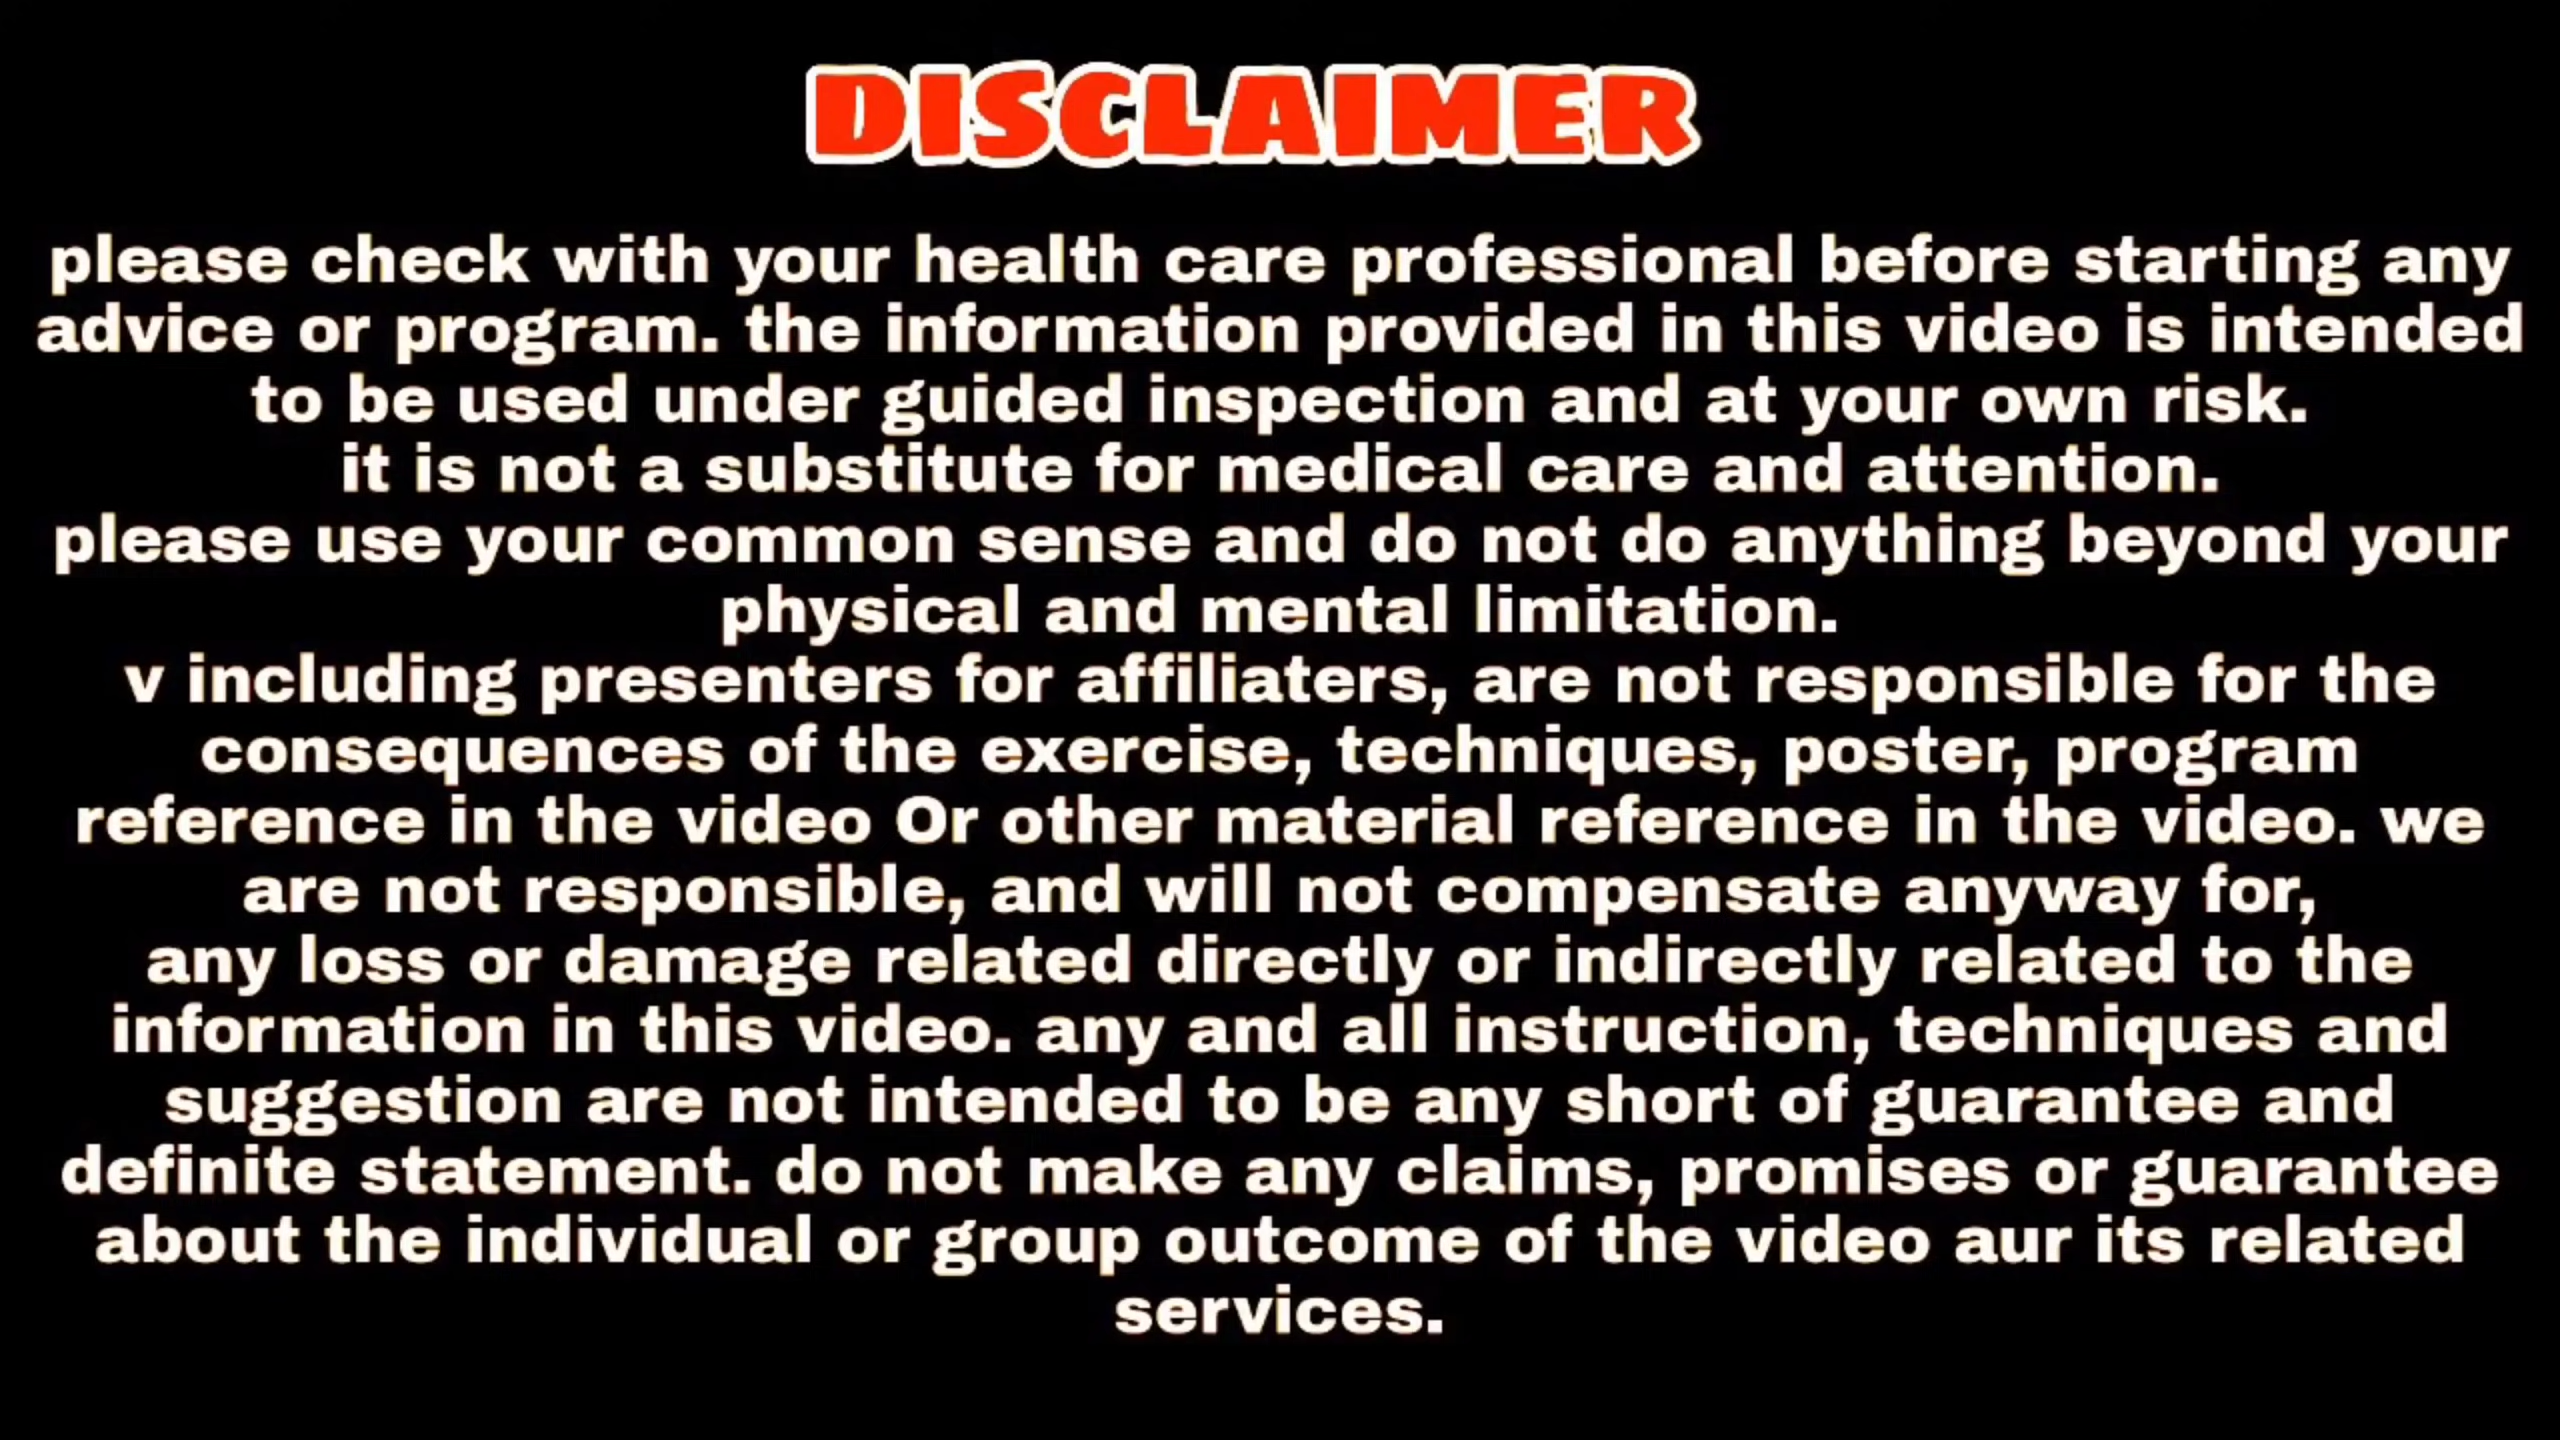 DISCLAIMER
please check with your health care professional before starting any
advice or program. the information provided in this video is intended
to be used under guided inspection and at your own risk.
it is not a substitute for medical care and attention.
please use your common sense and do not do anything beyond your
physical and mental limitation.
v including presenters for affiliaters, are not responsible for the
consequences of the exercise, techniques, poster, program
reference in the video Or other material reference in the video. we
are not responsible, and will not compensate anyway for,
any loss or damage related directly or indirectly related to the
information in this video. any and all instruction, techniques and
suggestion are not intended to be any short of guarantee and
definite statement. do not make any claims, promises or guarantee
about the individual or group outcome of the video aur its related
services.